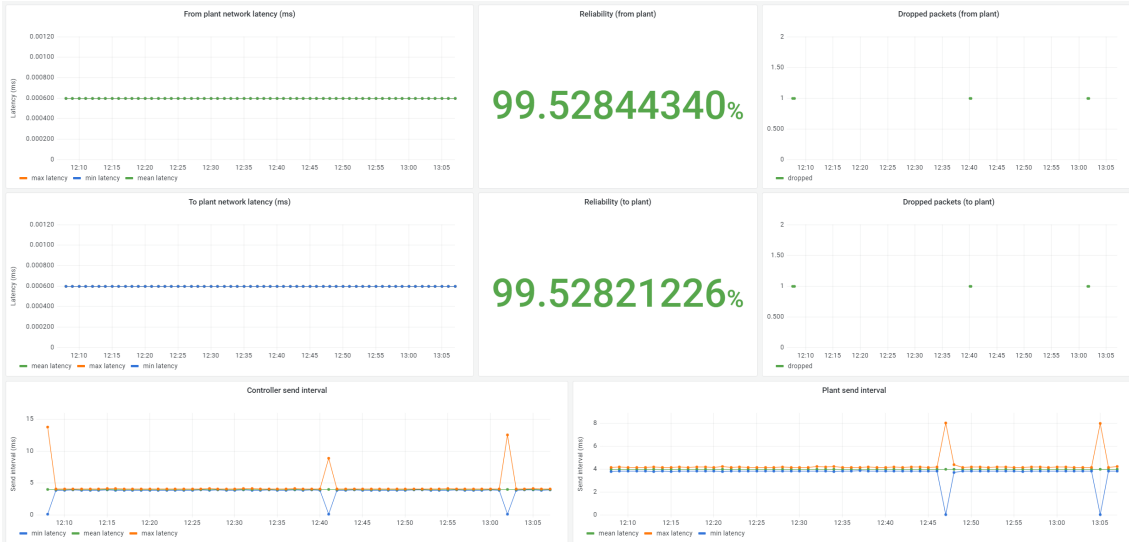 From plant network latency (ms)
Latency (ms)
0.00120
0.00100
0.000800
0.000600
0.000400
0.000200
0
12:10 12:15 12:20 12:25 12:30 12:35 12:40 12:45 12:50 12:55 13:00 13:05
max latency min latency mean latency
Reliability (from plant)
99.52844340%
Dropped packets (from plant)
2
1.50
1
0.500
0
12:10 12:15 12:20 12:25 12:30 12:35 12:40 12:45 12:50 12:55 13:00 13:05
dropped
To plant network latency (ms)
Latency (ms)
0.00120
0.00100
0.000800
0.000600
0.000400
0.000200
0
12:10 12:15 12:20 12:25 12:30 12:35 12:40 12:45 12:50 12:55 13:00 13:05
mean latency max latency min latency
Reliability (to plant)
99.52821226%
Dropped packets (to plant)
2
1.50
1
0.500
0
12:10 12:15 12:20 12:25 12:30 12:35 12:40 12:45 12:50 12:55 13:00 13:05
dropped
Controller send interval
Send interval (ms)
15
10
5
0
12:10 12:15 12:20 12:25 12:30 12:35 12:40 12:45 12:50 12:55 13:00 13:05
min latency mean latency max latency
Plant send interval
Send interval (ms)
8
6
4
2
0
12:10 12:15 12:20 12:25 12:30 12:35 12:40 12:45 12:50 12:55 13:00 13:05
mean latency max latency min latency